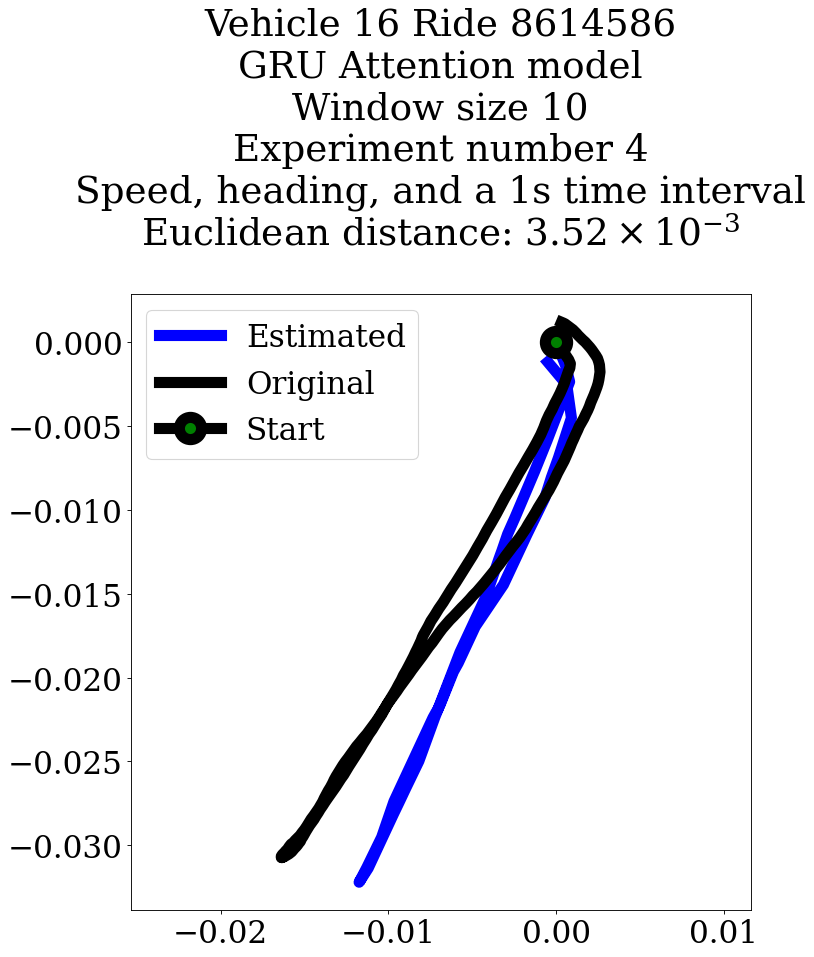 Vehicle 16 Ride 8614586
GRU Attention model
Window size 10
Experiment number 4
Speed, heading, and a 1s time interval
Euclidean distance: 3.52 × 10⁻³
Estimated
Original
Start
0.000
−0.005
−0.010
−0.015
−0.020
−0.025
−0.030
−0.02
−0.01
0.00
0.01